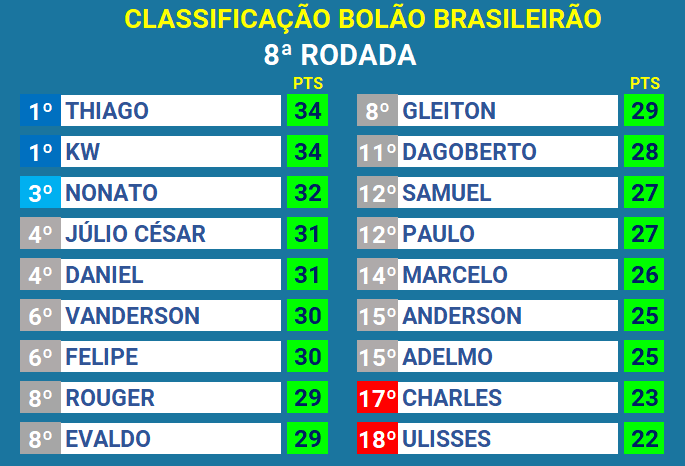 CLASSIFICAÇÃO BOLÃO BRASILEIRÃO
8ª RODADA
PTS
1º THIAGO 34
1º KW 34
3º NONATO 32
4º JÚLIO CÉSAR 31
4º DANIEL 31
6º VANDERSON 30
6º FELIPE 30
8º ROUGER 29
8º EVALDO 29
PTS
8º GLEITON 29
11º DAGOBERTO 28
12º SAMUEL 27
12º PAULO 27
14º MARCELO 26
15º ANDERSON 25
15º ADELMO 25
17º CHARLES 23
18º ULISSES 22